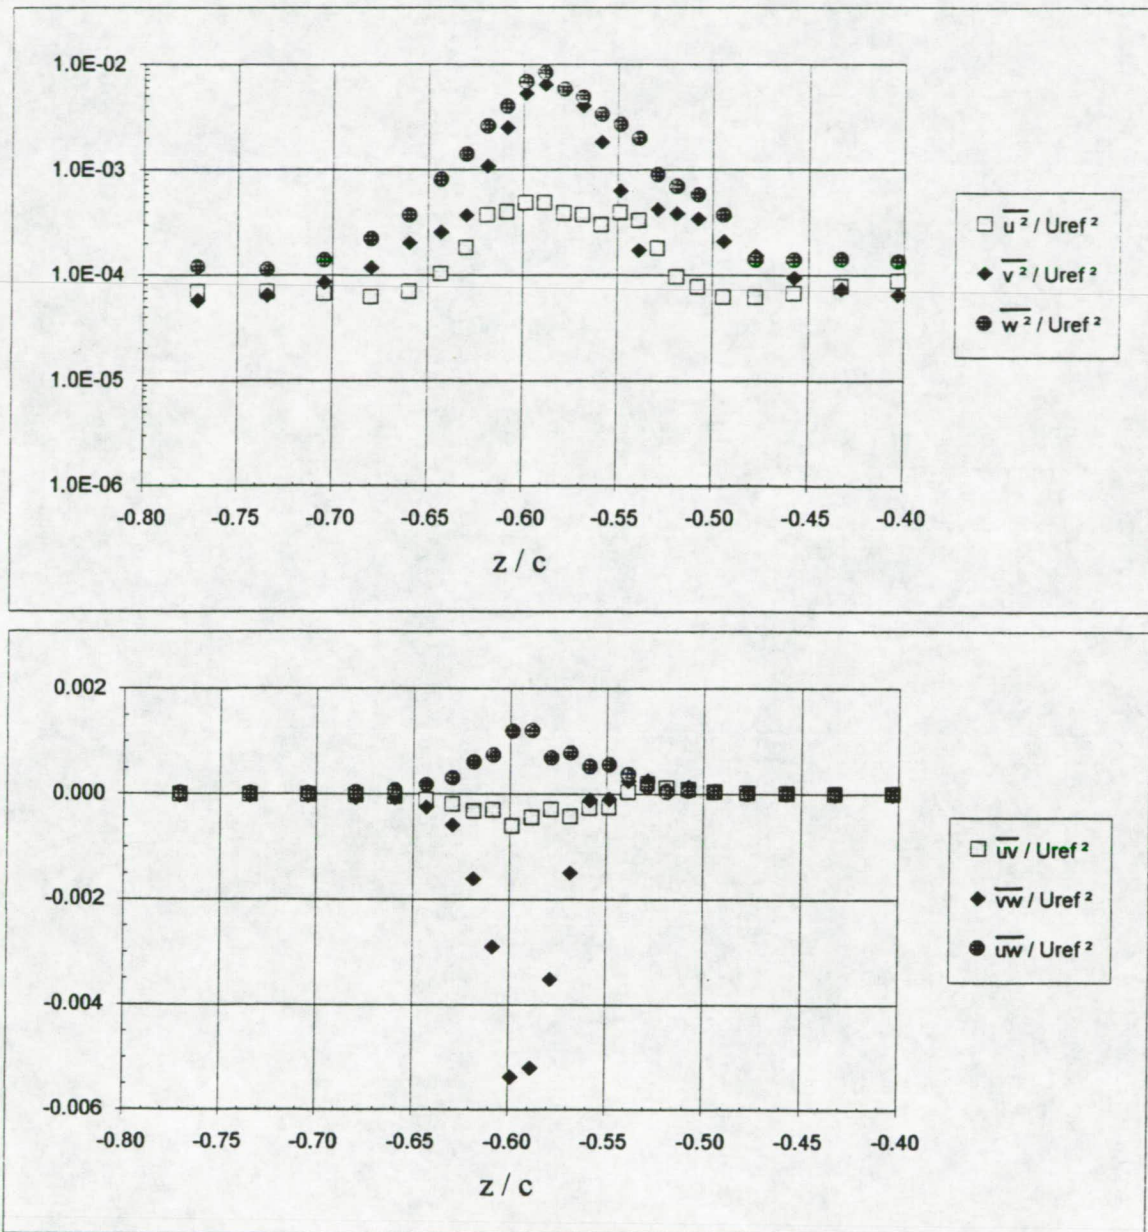 1.0E-02
1.0E-03
1.0E-04
1.0E-05
1.0E-06
-0.80 -0.75 -0.70 -0.65 -0.60 -0.55 -0.50 -0.45 -0.40
z / c
u ² / Uref ²
v ² / Uref ²
w ² / Uref ²
0.002
0.000
-0.002
-0.004
-0.006
-0.80 -0.75 -0.70 -0.65 -0.60 -0.55 -0.50 -0.45 -0.40
z / c
uv / Uref ²
vw / Uref ²
uw / Uref ²